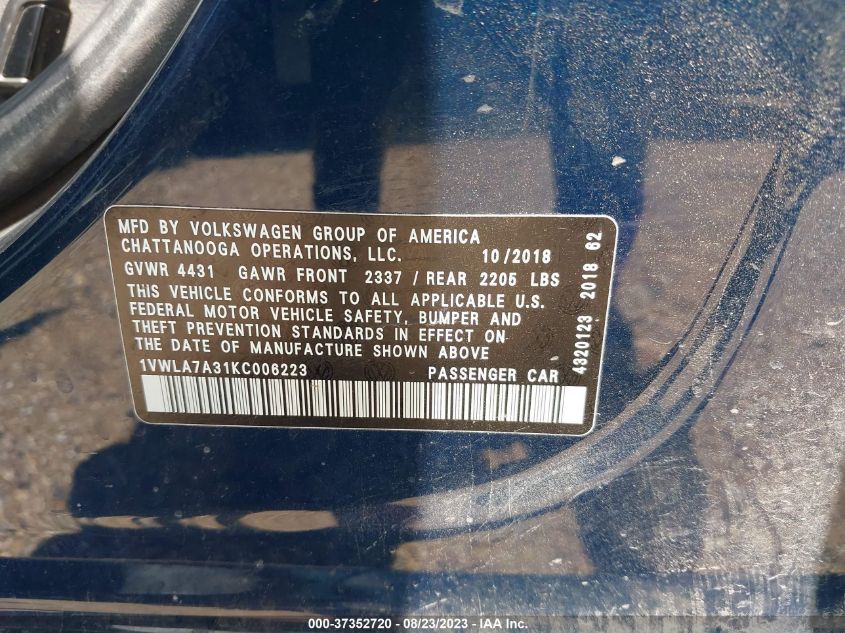 MFD BY VOLKSWAGEN GROUP OF AMERICA
CHATTANOOGA OPERATIONS, LLC. 10/2018
GVWR 4431 GAWR FRONT 2337 / REAR 2205 LBS
THIS VEHICLE CONFORMS TO ALL APPLICABLE U.S.
FEDERAL MOTOR VEHICLE SAFETY, BUMPER AND
THEFT PREVENTION STANDARDS IN EFFECT ON
THE DATE OF MANUFACTURE SHOWN ABOVE
1VWLA7A31KC006223 PASSENGER CAR
4320123 2018 62
000-37352720 - 08/23/2023 - IAA Inc.